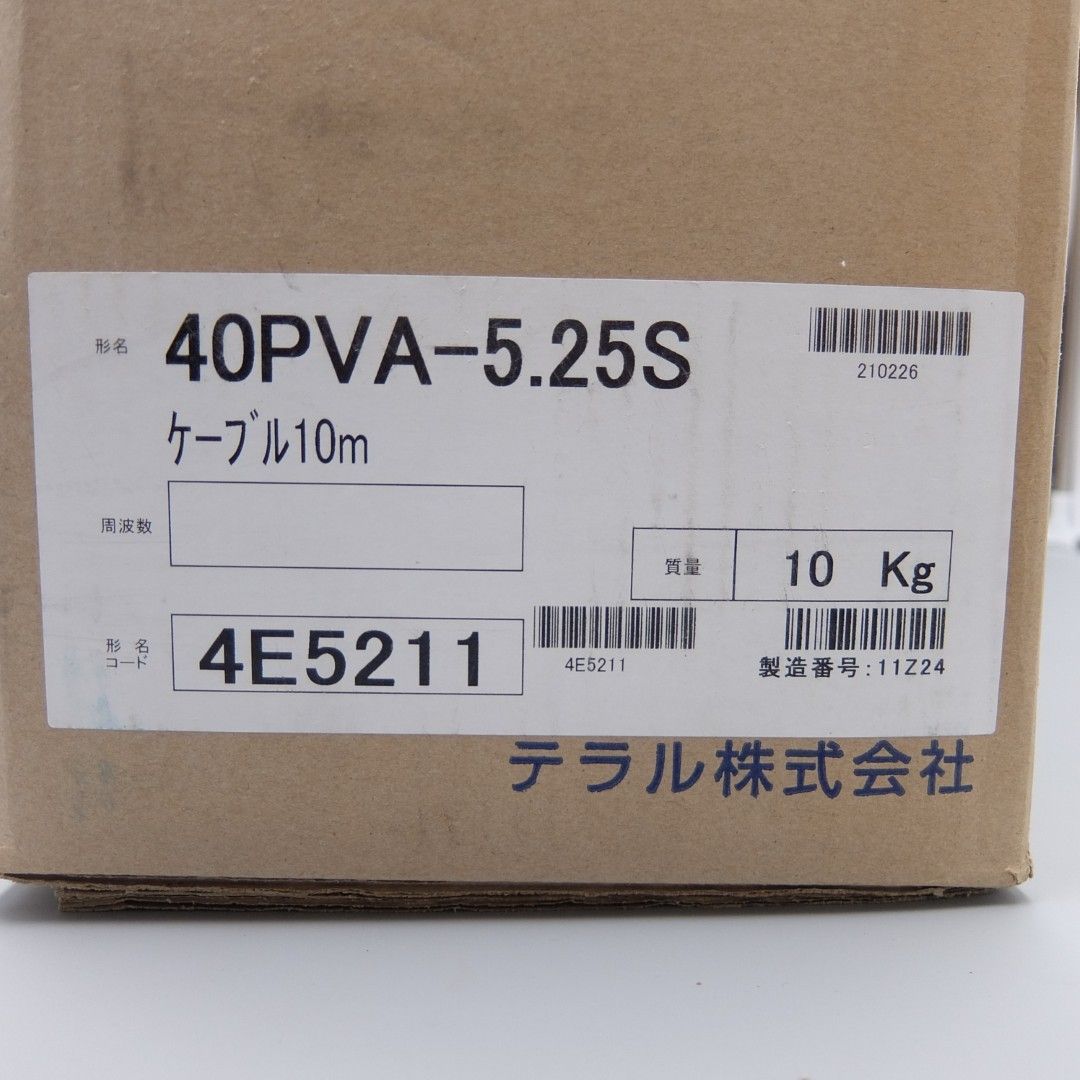 形名 40PVA-5.25S
210226
ケーブル10m
周波数
質量 10 Kg
形名コード 4E5211
4E5211
製造番号:11Z24
テラル株式会社